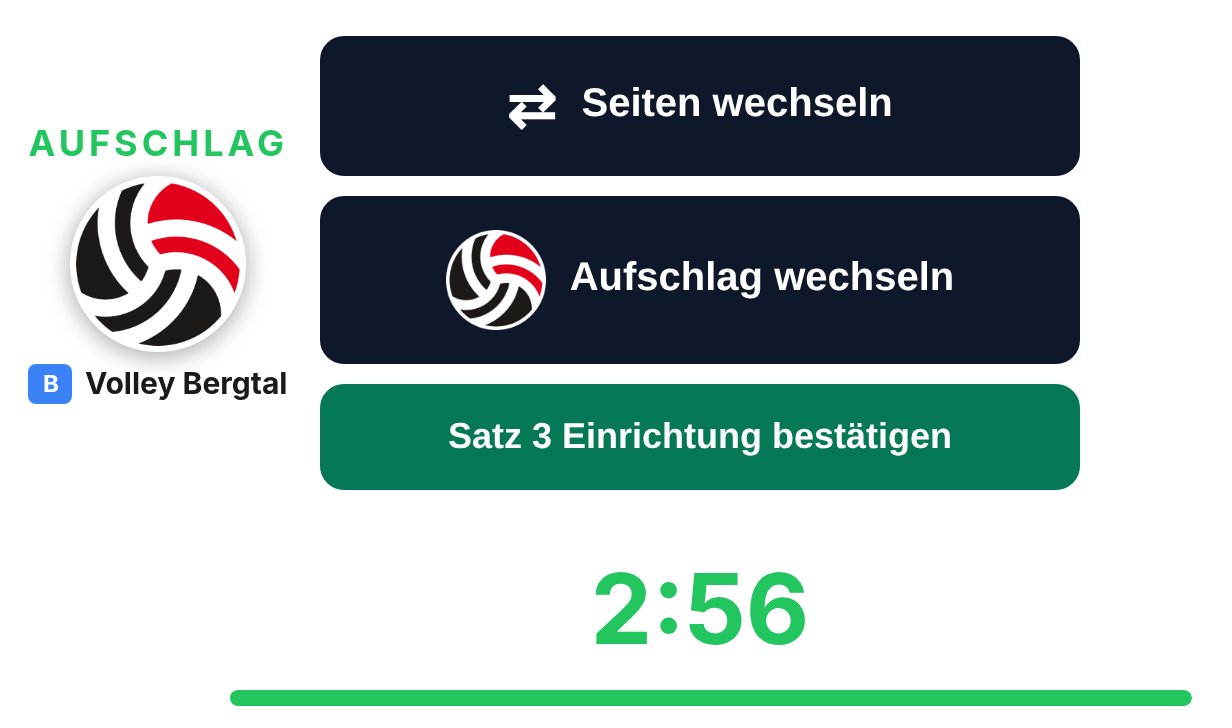 Seiten wechseln
AUFSCHLAG
Aufschlag wechseln
B Volley Bergtal
Satz 3 Einrichtung bestätigen
2:56